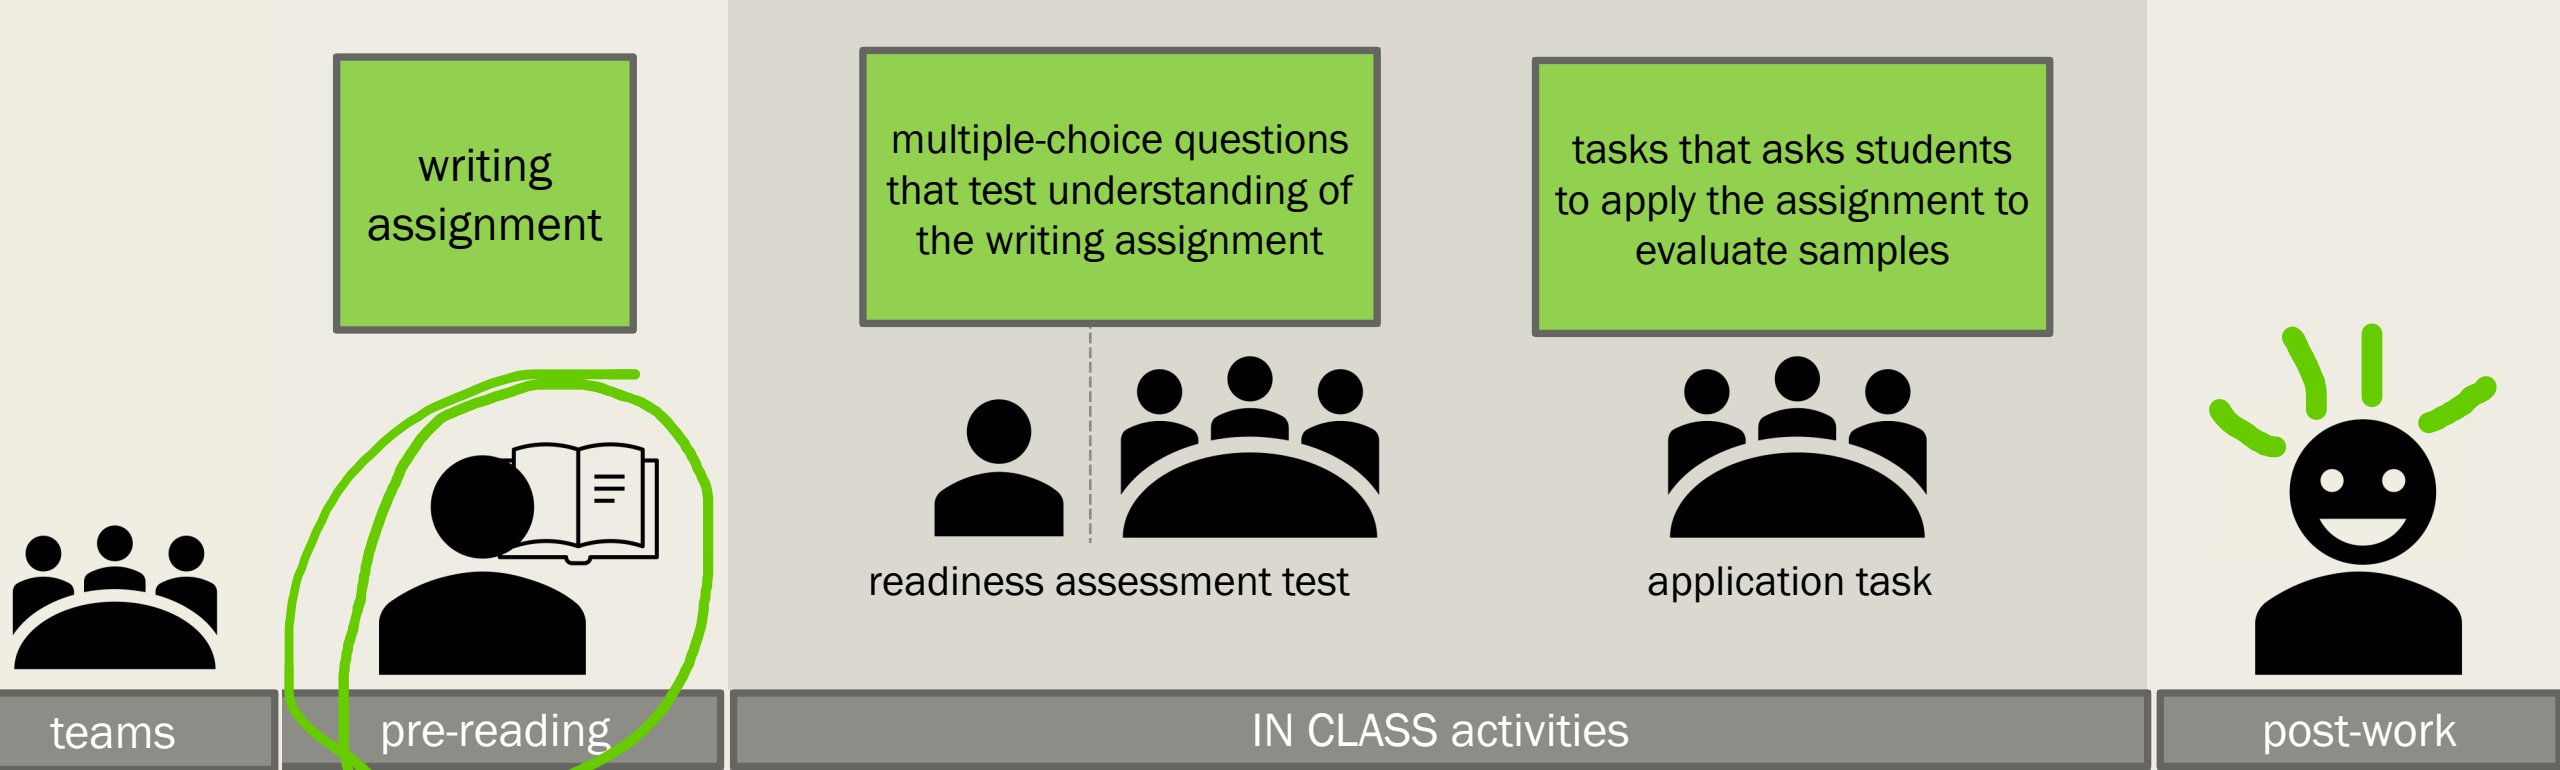 writing
assignment
multiple-choice questions
that test understanding of
the writing assignment
tasks that asks students
to apply the assignment to
evaluate samples
readiness assessment test
application task
teams
pre-reading
IN CLASS activities
post-work